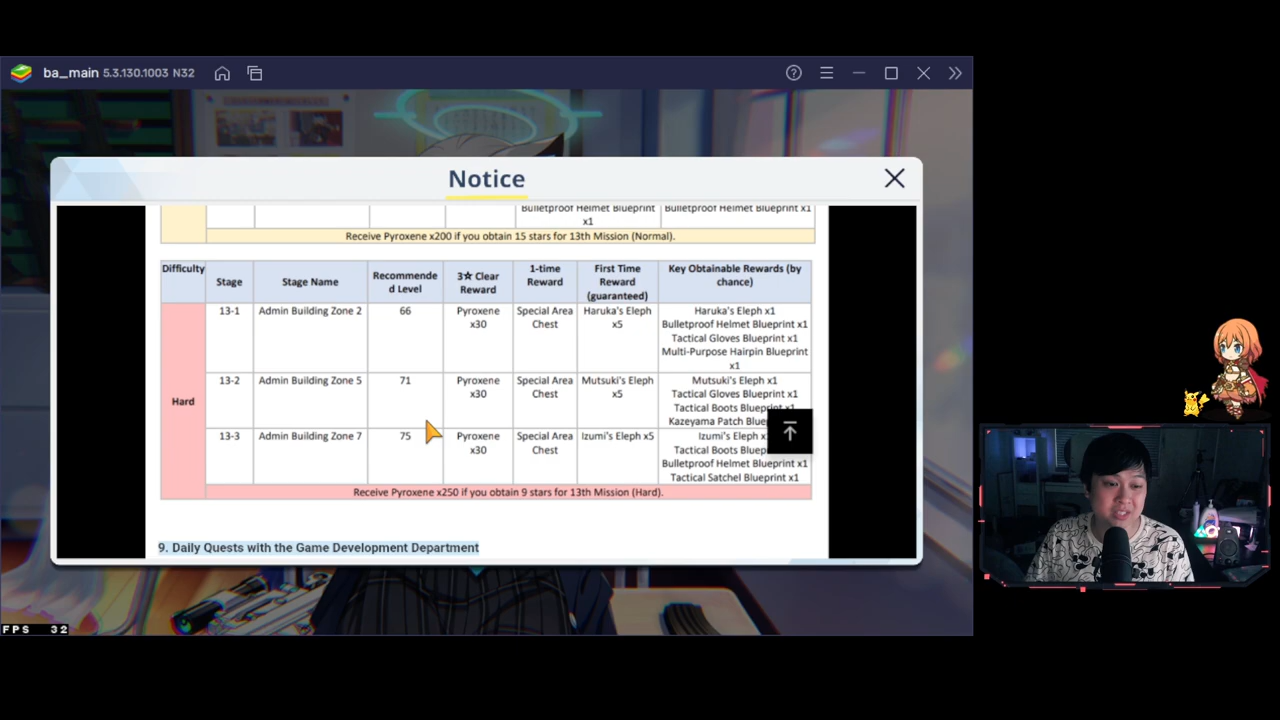 ba_main 5.3.130.1003 N32
Notice
Bulletproof Helmet Blueprint x1
Bulletproof Helmet Blueprint x1
Receive Pyroxene x200 if you obtain 15 stars for 13th Mission (Normal).
Difficulty Stage Stage Name Recommended Level 3☆ Clear Reward 1-time Reward First Time Reward (guaranteed) Key Obtainable Rewards (by chance)
Hard
13-1 Admin Building Zone 2 66 Pyroxene x30 Special Area Chest Haruka's Eleph x5 Haruka's Eleph x1
Bulletproof Helmet Blueprint x1
Tactical Gloves Blueprint x1
Multi-Purpose Hairpin Blueprint x1
13-2 Admin Building Zone 5 71 Pyroxene x30 Special Area Chest Mutsuki's Eleph x5 Mutsuki's Eleph x1
Tactical Gloves Blueprint x1
Tactical Boots Blueprint x1
Kazeyama Patch Blue
13-3 Admin Building Zone 7 75 Pyroxene x30 Special Area Chest Izumi's Eleph x5 Izumi's Eleph x
Tactical Boots Bluep
Bulletproof Helmet Blueprint x1
Tactical Satchel Blueprint x1
Receive Pyroxene x250 if you obtain 9 stars for 13th Mission (Hard).
9. Daily Quests with the Game Development Department
FPS 32